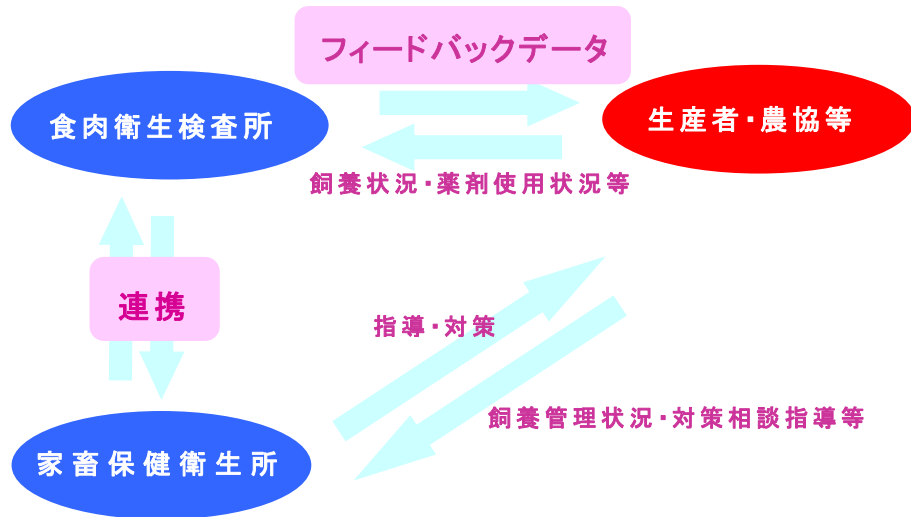 フィードバックデータ
食肉衛生検査所
生産者・農協等
飼養状況・薬剤使用状況等
連携
指導・対策
飼養管理状況・対策相談指導等
家畜保健衛生所